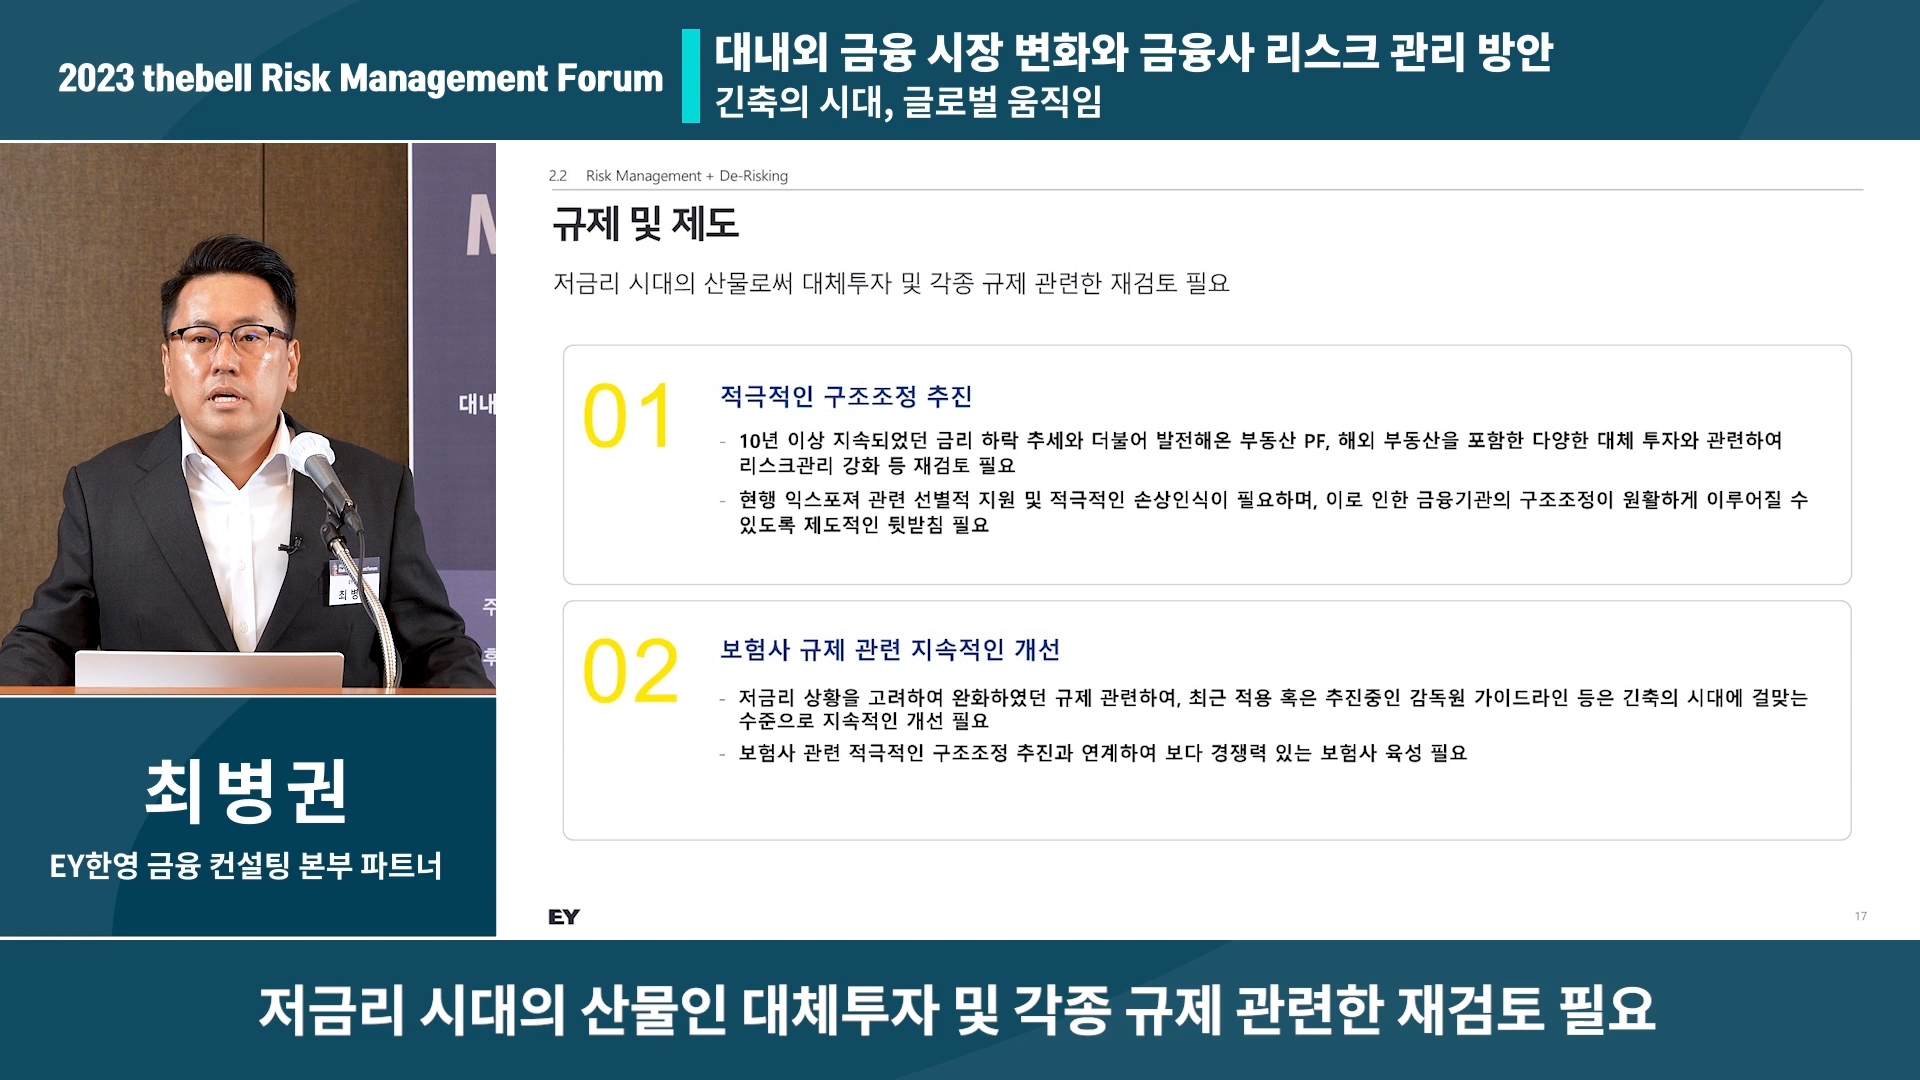 2023 thebell Risk Management Forum
대내외 금융 시장 변화와 금융사 리스크 관리 방안
긴축의 시대, 글로벌 움직임
M
대내
주
후
최병
최병권
EY한영 금융 컨설팅 본부 파트너
2.2 Risk Management + De-Risking
규제 및 제도
저금리 시대의 산물로써 대체투자 및 각종 규제 관련한 재검토 필요
01
적극적인 구조조정 추진
- 10년 이상 지속되었던 금리 하락 추세와 더불어 발전해온 부동산 PF, 해외 부동산을 포함한 다양한 대체 투자와 관련하여
리스크관리 강화 등 재검토 필요
- 현행 익스포져 관련 선별적 지원 및 적극적인 손상인식이 필요하며, 이로 인한 금융기관의 구조조정이 원활하게 이루어질 수
있도록 제도적인 뒷받침 필요
02
보험사 규제 관련 지속적인 개선
- 저금리 상황을 고려하여 완화하였던 규제 관련하여, 최근 적용 혹은 추진중인 감독원 가이드라인 등은 긴축의 시대에 걸맞는
수준으로 지속적인 개선 필요
- 보험사 관련 적극적인 구조조정 추진과 연계하여 보다 경쟁력 있는 보험사 육성 필요
EY
17
저금리 시대의 산물인 대체투자 및 각종 규제 관련한 재검토 필요